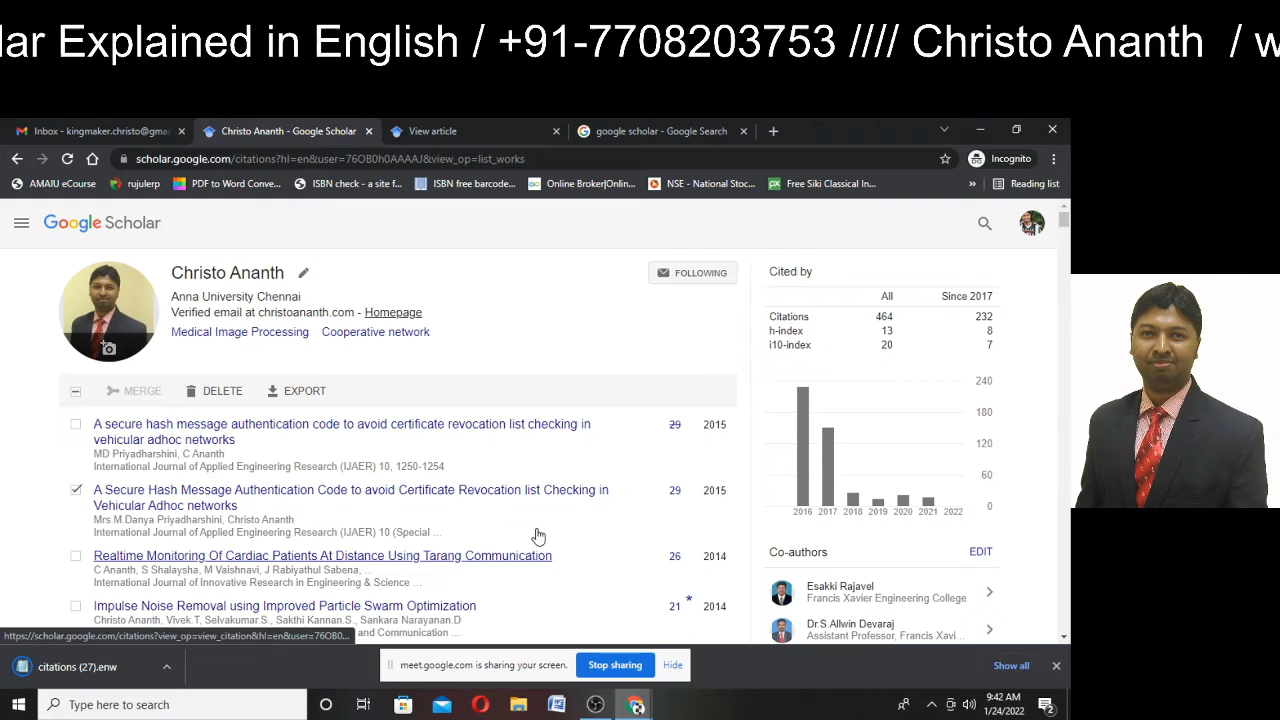 lar Explained in English / +91-7708203753 //// Christo Ananth / w
Inbox - kingmaker.christo@gma
Christo Ananth - Google Scholar
View article
google scholar - Google Search
scholar.google.com/citations?hl=en&user=76OB0h0AAAAJ&view_op=list_works
Incognito
AMAIU eCourse
rujulerp
PDF to Word Conve...
ISBN check - a site f...
ISBN free barcode...
Online Broker|Onlin...
NSE - National Stoc...
Free Siki Classical In...
»
Reading list
Google Scholar
Christo Ananth
FOLLOWING
Anna University Chennai
Verified email at christoananth.com - Homepage
Medical Image Processing Cooperative network
MERGE DELETE EXPORT
A secure hash message authentication code to avoid certificate revocation list checking in
vehicular adhoc networks
29 2015
MD Priyadharshini, C Ananth
International Journal of Applied Engineering Research (IJAER) 10, 1250-1254
A Secure Hash Message Authentication Code to avoid Certificate Revocation list Checking in
Vehicular Adhoc networks
29 2015
Mrs.M.Danya Priyadharshini, Christo Ananth
International Journal of Applied Engineering Research (IJAER) 10 (Special ...
Realtime Monitoring Of Cardiac Patients At Distance Using Tarang Communication
26 2014
C Ananth, S Shalaysha, M Vaishnavi, J Rabiyathul Sabena, ...
International Journal of Innovative Research in Engineering & Science ...
Impulse Noise Removal using Improved Particle Swarm Optimization
21 * 2014
Christo Ananth, Vivek.T, Selvakumar.S., Sakthi Kannan.S., Sankara Narayanan.D
and Communication ...
Cited by
All Since 2017
Citations 464 232
h-index 13 8
i10-index 20 7
240
180
120
60
0
2016 2017 2018 2019 2020 2021 2022
Co-authors EDIT
Esakki Rajavel
Francis Xavier Engineering College
Dr.S.Allwin Devaraj
Assistant Professor, Francis Xavi...
https://scholar.google.com/citations?view_op=view_citation&hl=en&user=76OB0...
citations (27).enw
meet.google.com is sharing your screen.
Stop sharing
Hide
Show all
Type here to search
9:42 AM
1/24/2022
2